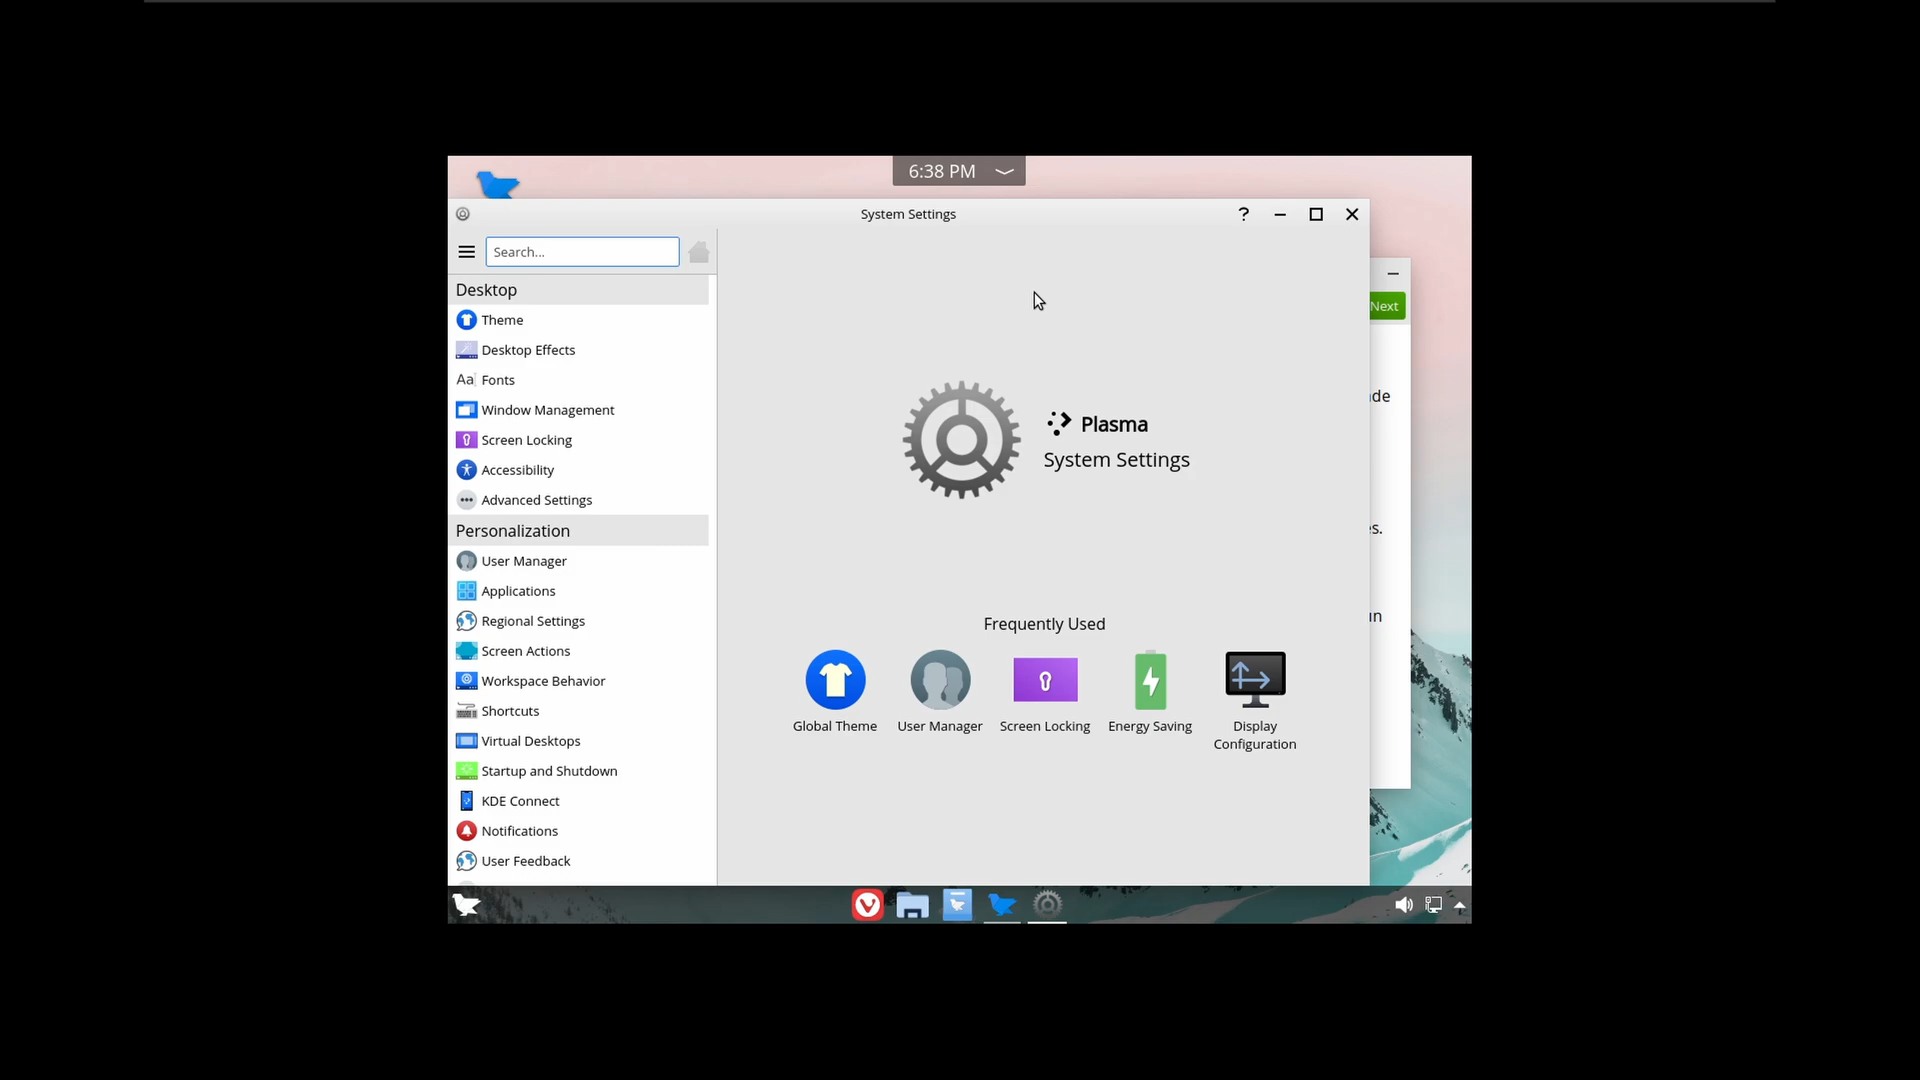 6:38 PM
System Settings
?
Search...
Desktop
Theme
Desktop Effects
Aa Fonts
Window Management
Screen Locking
Accessibility
Advanced Settings
Personalization
User Manager
Applications
Regional Settings
Screen Actions
Workspace Behavior
Shortcuts
Virtual Desktops
Startup and Shutdown
KDE Connect
Notifications
User Feedback
Plasma
System Settings
Frequently Used
Global Theme
User Manager
Screen Locking
Energy Saving
Display
Configuration
Next